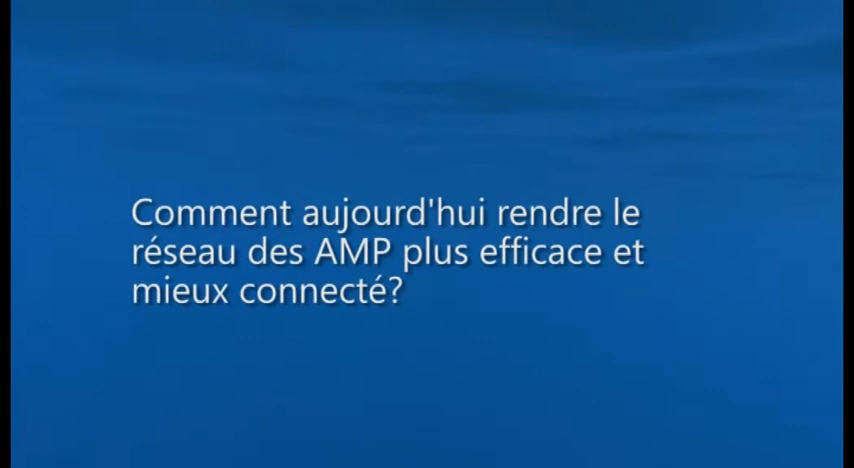 Comment aujourd'hui rendre le
réseau des AMP plus efficace et
mieux connecté?